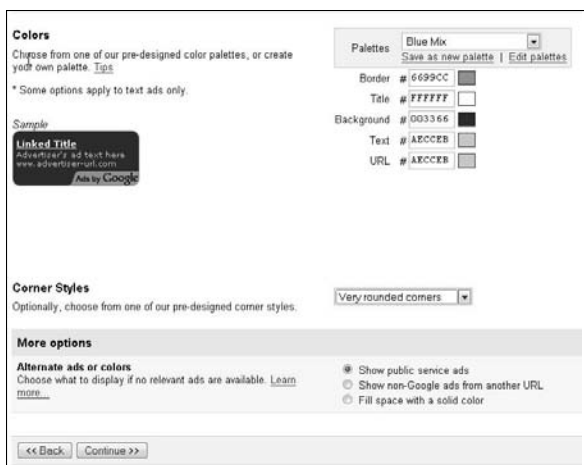 Colors
Choose from one of our pre-designed color palettes, or create
your own palette. Tips
* Some options apply to text ads only.
Sample
Linked Title
Advertiser's ad text here
www.advertiser-url.com
Ads by Google
Palettes
Blue Mix
Save as new palette | Edit palettes
Border # 6699CC
Title # FFFFFF
Background # 003366
Text # AECCEB
URL # AECCEB
Corner Styles
Optionally, choose from one of our pre-designed corner styles.
Very rounded corners
More options
Alternate ads or colors
Choose what to display if no relevant ads are available. Learn
more...
Show public service ads
Show non-Google ads from another URL
Fill space with a solid color
<< Back
Continue >>